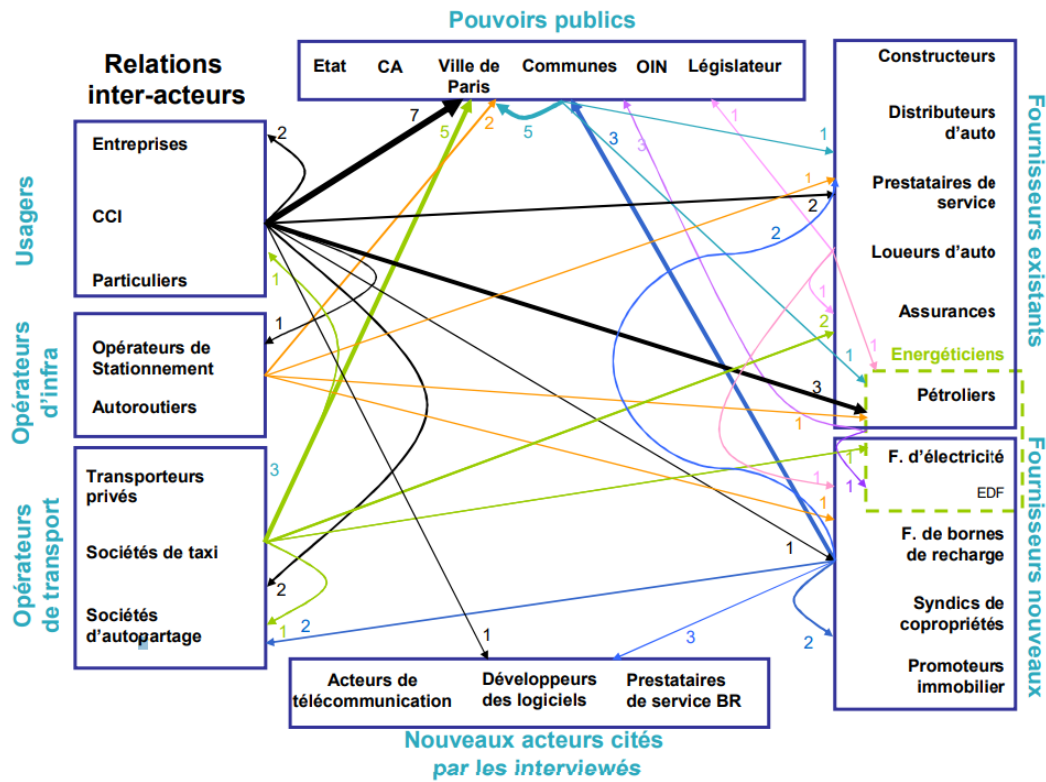 Pouvoirs publics
Relations
inter-acteurs
Etat CA Ville de Paris Communes OIN Législateur
Usagers
Entreprises
CCI
Particuliers
Opérateurs
d'infra
Opérateurs de
Stationnement
Autoroutiers
Opérateurs
de transport
Transporteurs
privés
Sociétés de taxi
Sociétés
d'autopartage
Fournisseurs existants
Constructeurs
Distributeurs
d'auto
Prestataires de
service
Loueurs d'auto
Assurances
Energéticiens
Pétroliers
Fournisseurs nouveaux
F. d'électricité
EDF
F. de bornes
de recharge
Syndics de
copropriétés
Promoteurs
immobilier
Acteurs de
télécommunication
Développeurs
des logiciels
Prestataires
de service BR
Nouveaux acteurs cités
par les interviewés
7
5
2
5
3
3
1
1
2
1
2
2
1
1
1
2
1
1
3
1
3
1
1
1
1
2
1
2
1
3
2